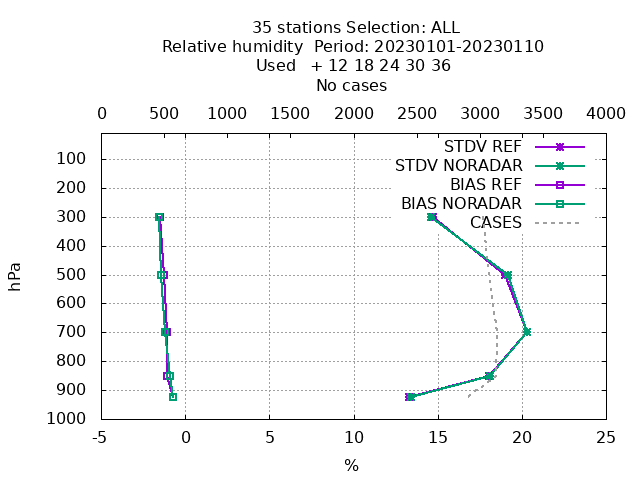 35 stations Selection: ALL
Relative humidity  Period: 20230101-20230110
Used   + 12 18 24 30 36
No cases
0 500 1000 1500 2000 2500 3000 3500 4000
STDV REF
STDV NORADAR
BIAS REF
BIAS NORADAR
CASES
hPa
100
200
300
400
500
600
700
800
900
1000
-5 0 5 10 15 20 25
%